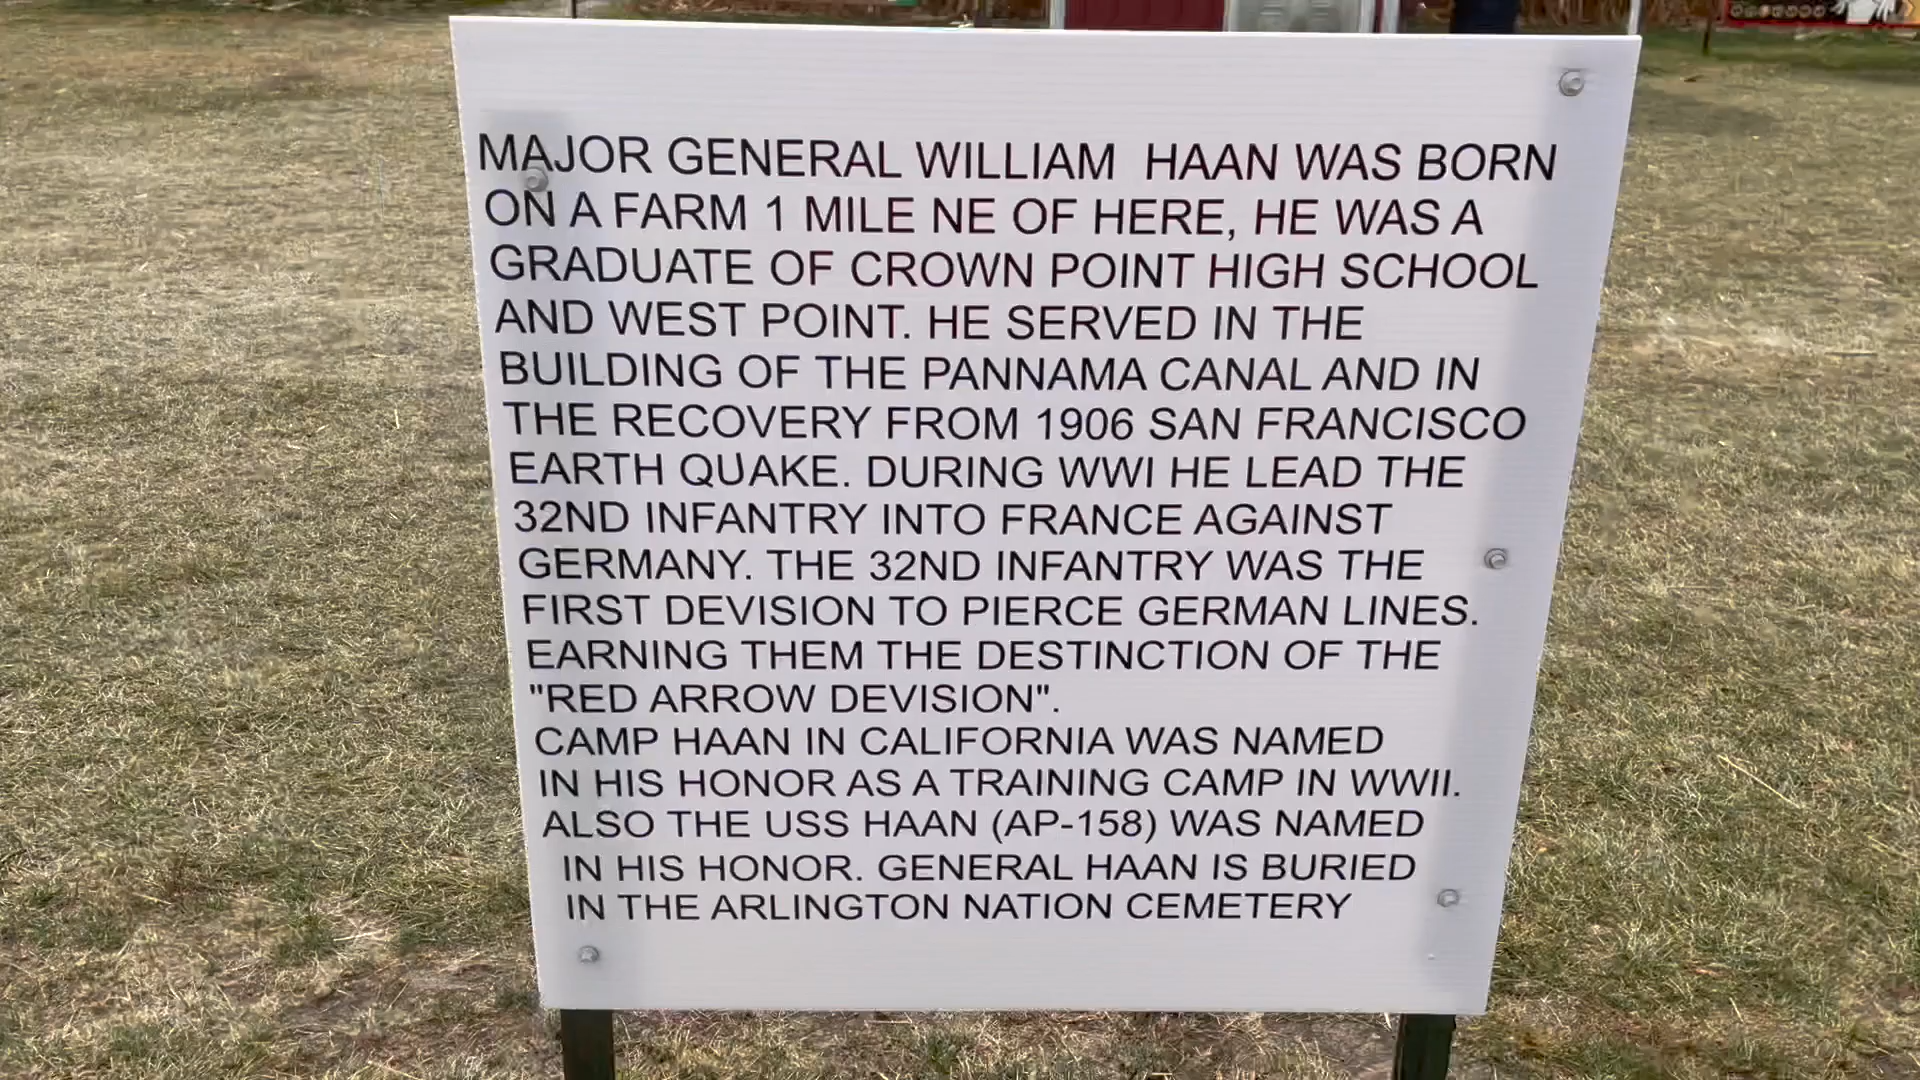 MAJOR GENERAL WILLIAM HAAN WAS BORN
ON A FARM 1 MILE NE OF HERE, HE WAS A
GRADUATE OF CROWN POINT HIGH SCHOOL
AND WEST POINT. HE SERVED IN THE
BUILDING OF THE PANNAMA CANAL AND IN
THE RECOVERY FROM 1906 SAN FRANCISCO
EARTH QUAKE. DURING WWI HE LEAD THE
32ND INFANTRY INTO FRANCE AGAINST
GERMANY. THE 32ND INFANTRY WAS THE
FIRST DEVISION TO PIERCE GERMAN LINES.
EARNING THEM THE DESTINCTION OF THE
"RED ARROW DEVISION".
CAMP HAAN IN CALIFORNIA WAS NAMED
IN HIS HONOR AS A TRAINING CAMP IN WWII.
ALSO THE USS HAAN (AP-158) WAS NAMED
IN HIS HONOR. GENERAL HAAN IS BURIED
IN THE ARLINGTON NATION CEMETERY